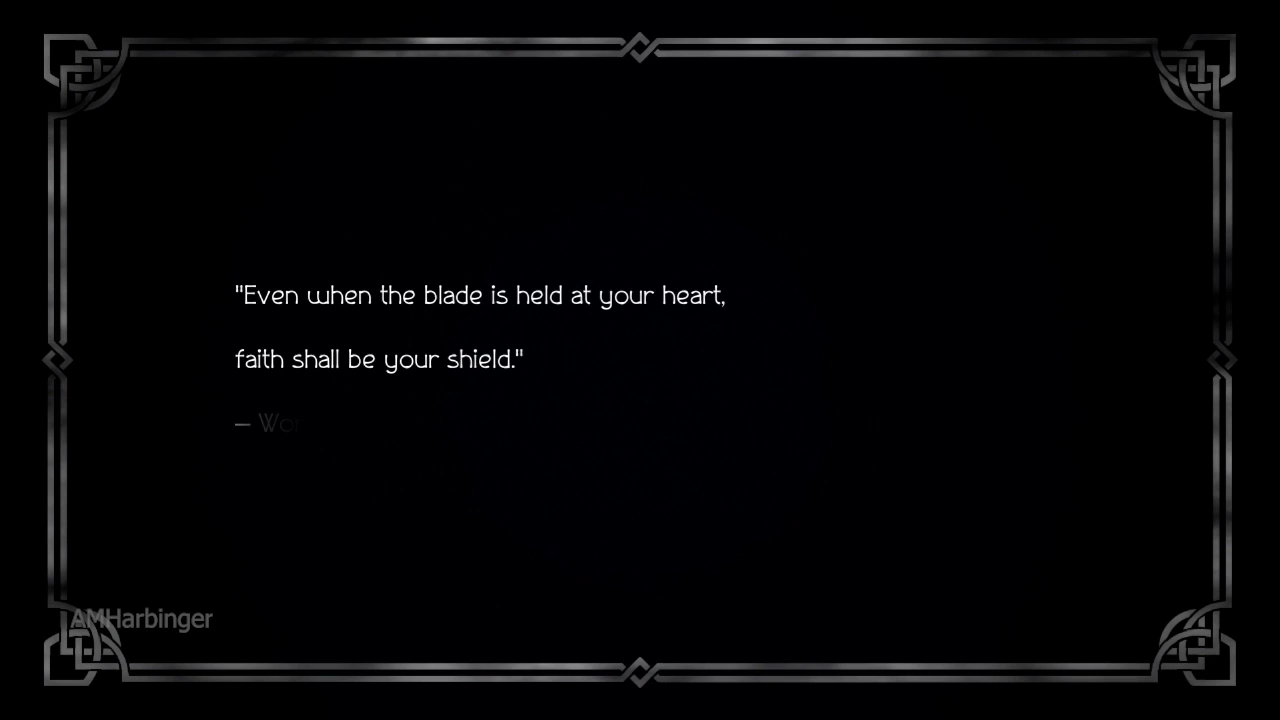 "Even when the blade is held at your heart,
faith shall be your shield."
—
AMHarbinger